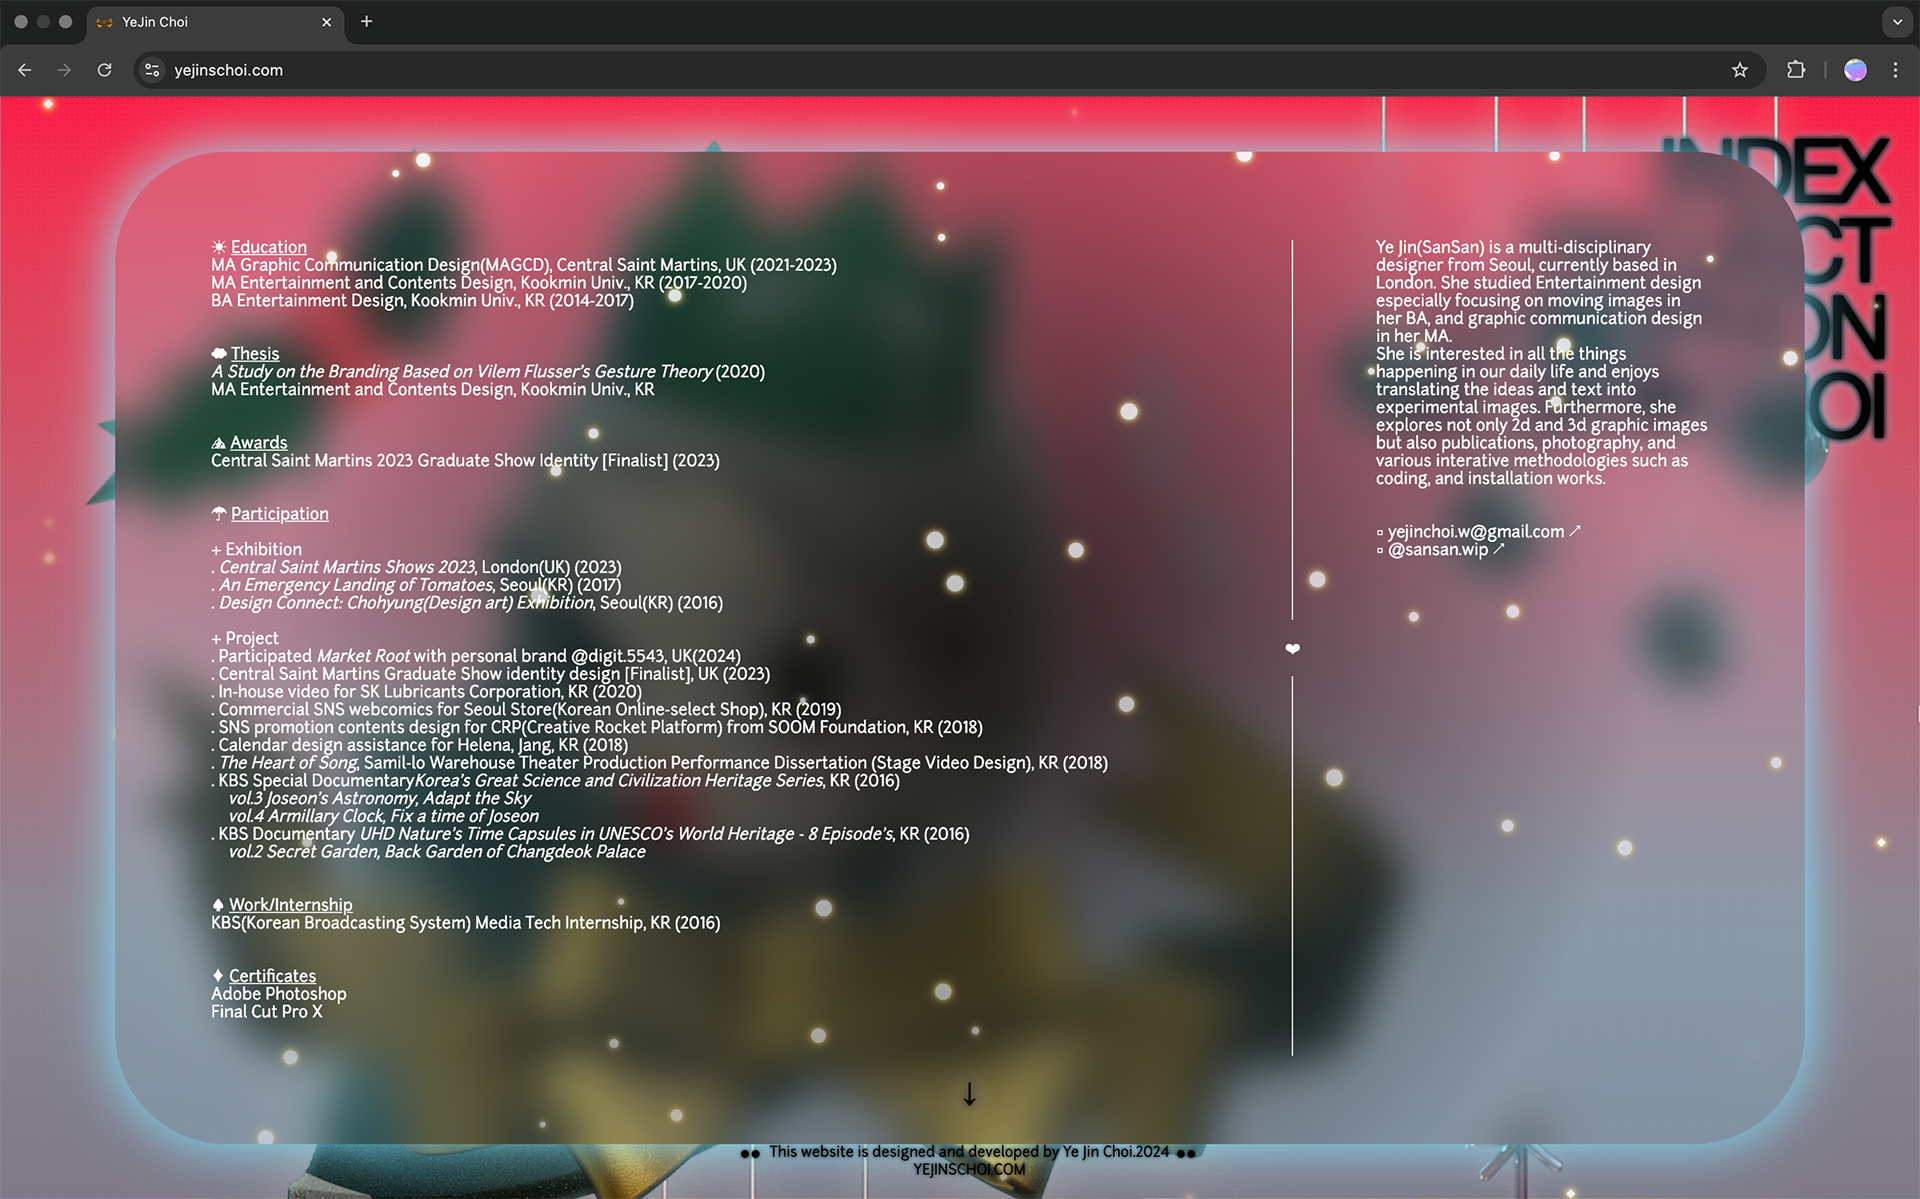 YeJin Choi
yejinschoi.com
INDEX
CT
ON
OI
Education
MA Graphic Communication Design(MAGCD), Central Saint Martins, UK (2021-2023)
MA Entertainment and Contents Design, Kookmin Univ., KR (2017-2020)
BA Entertainment Design, Kookmin Univ., KR (2014-2017)
Thesis
A Study on the Branding Based on Vilem Flusser's Gesture Theory (2020)
MA Entertainment and Contents Design, Kookmin Univ., KR
Awards
Central Saint Martins 2023 Graduate Show Identity [Finalist] (2023)
Participation
+ Exhibition
. Central Saint Martins Shows 2023, London(UK) (2023)
. An Emergency Landing of Tomatoes, Seoul(KR) (2017)
. Design Connect: Chohyung(Design art) Exhibition, Seoul(KR) (2016)
+ Project
. Participated Market Root with personal brand @digit.5543, UK(2024)
. Central Saint Martins Graduate Show identity design [Finalist], UK (2023)
. In-house video for SK Lubricants Corporation, KR (2020)
. Commercial SNS webcomics for Seoul Store(Korean Online-select Shop), KR (2019)
. SNS promotion contents design for CRP(Creative Rocket Platform) from SOOM Foundation, KR (2018)
. Calendar design assistance for Helena, Jang, KR (2018)
. The Heart of Song, Samil-lo Warehouse Theater Production Performance Dissertation (Stage Video Design), KR (2018)
. KBS Special DocumentaryKorea's Great Science and Civilization Heritage Series, KR (2016)
vol.3 Joseon's Astronomy, Adapt the Sky
vol.4 Armillary Clock, Fix a time of Joseon
. KBS Documentary UHD Nature's Time Capsules in UNESCO's World Heritage - 8 Episode's, KR (2016)
vol.2 Secret Garden, Back Garden of Changdeok Palace
Work/Internship
KBS(Korean Broadcasting System) Media Tech Internship, KR (2016)
Certificates
Adobe Photoshop
Final Cut Pro X
Ye Jin(SanSan) is a multi-disciplinary
designer from Seoul, currently based in
London. She studied Entertainment design
especially focusing on moving images in
her BA, and graphic communication design
in her MA.
She is interested in all the things
happening in our daily life and enjoys
translating the ideas and text into
experimental images. Furthermore, she
explores not only 2d and 3d graphic images
but also publications, photography, and
various interative methodologies such as
coding, and installation works.
yejinchoi.w@gmail.com ↗
@sansan.wip ↗
↓
This website is designed and developed by Ye Jin Choi.2024
YEJINSCHOI.COM